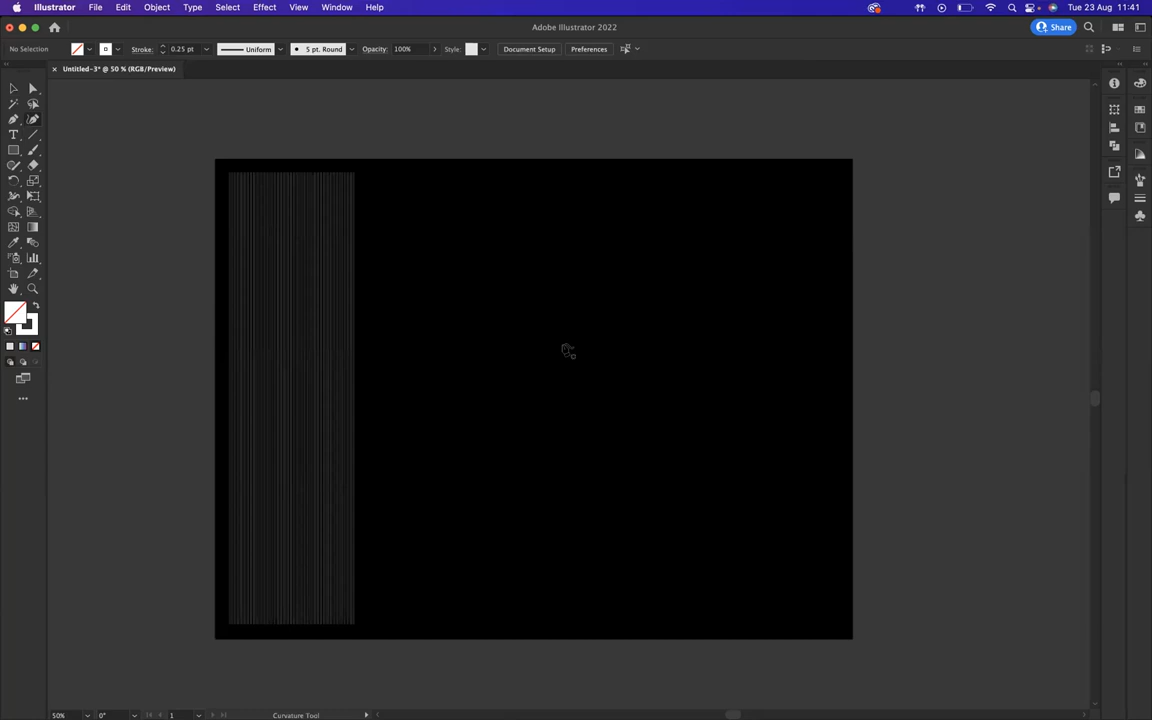 Illustrator File Edit Object Type Select Effect View Window Help Tue 23 Aug 11:41
Adobe Illustrator 2022 Share
No Selection Stroke: 0.25 pt Uniform 5 pt. Round Opacity: 100% Style: Document Setup Preferences
× Untitled-3* @ 50 % (RGB/Preview)
50% 0° 1 Curvature Tool